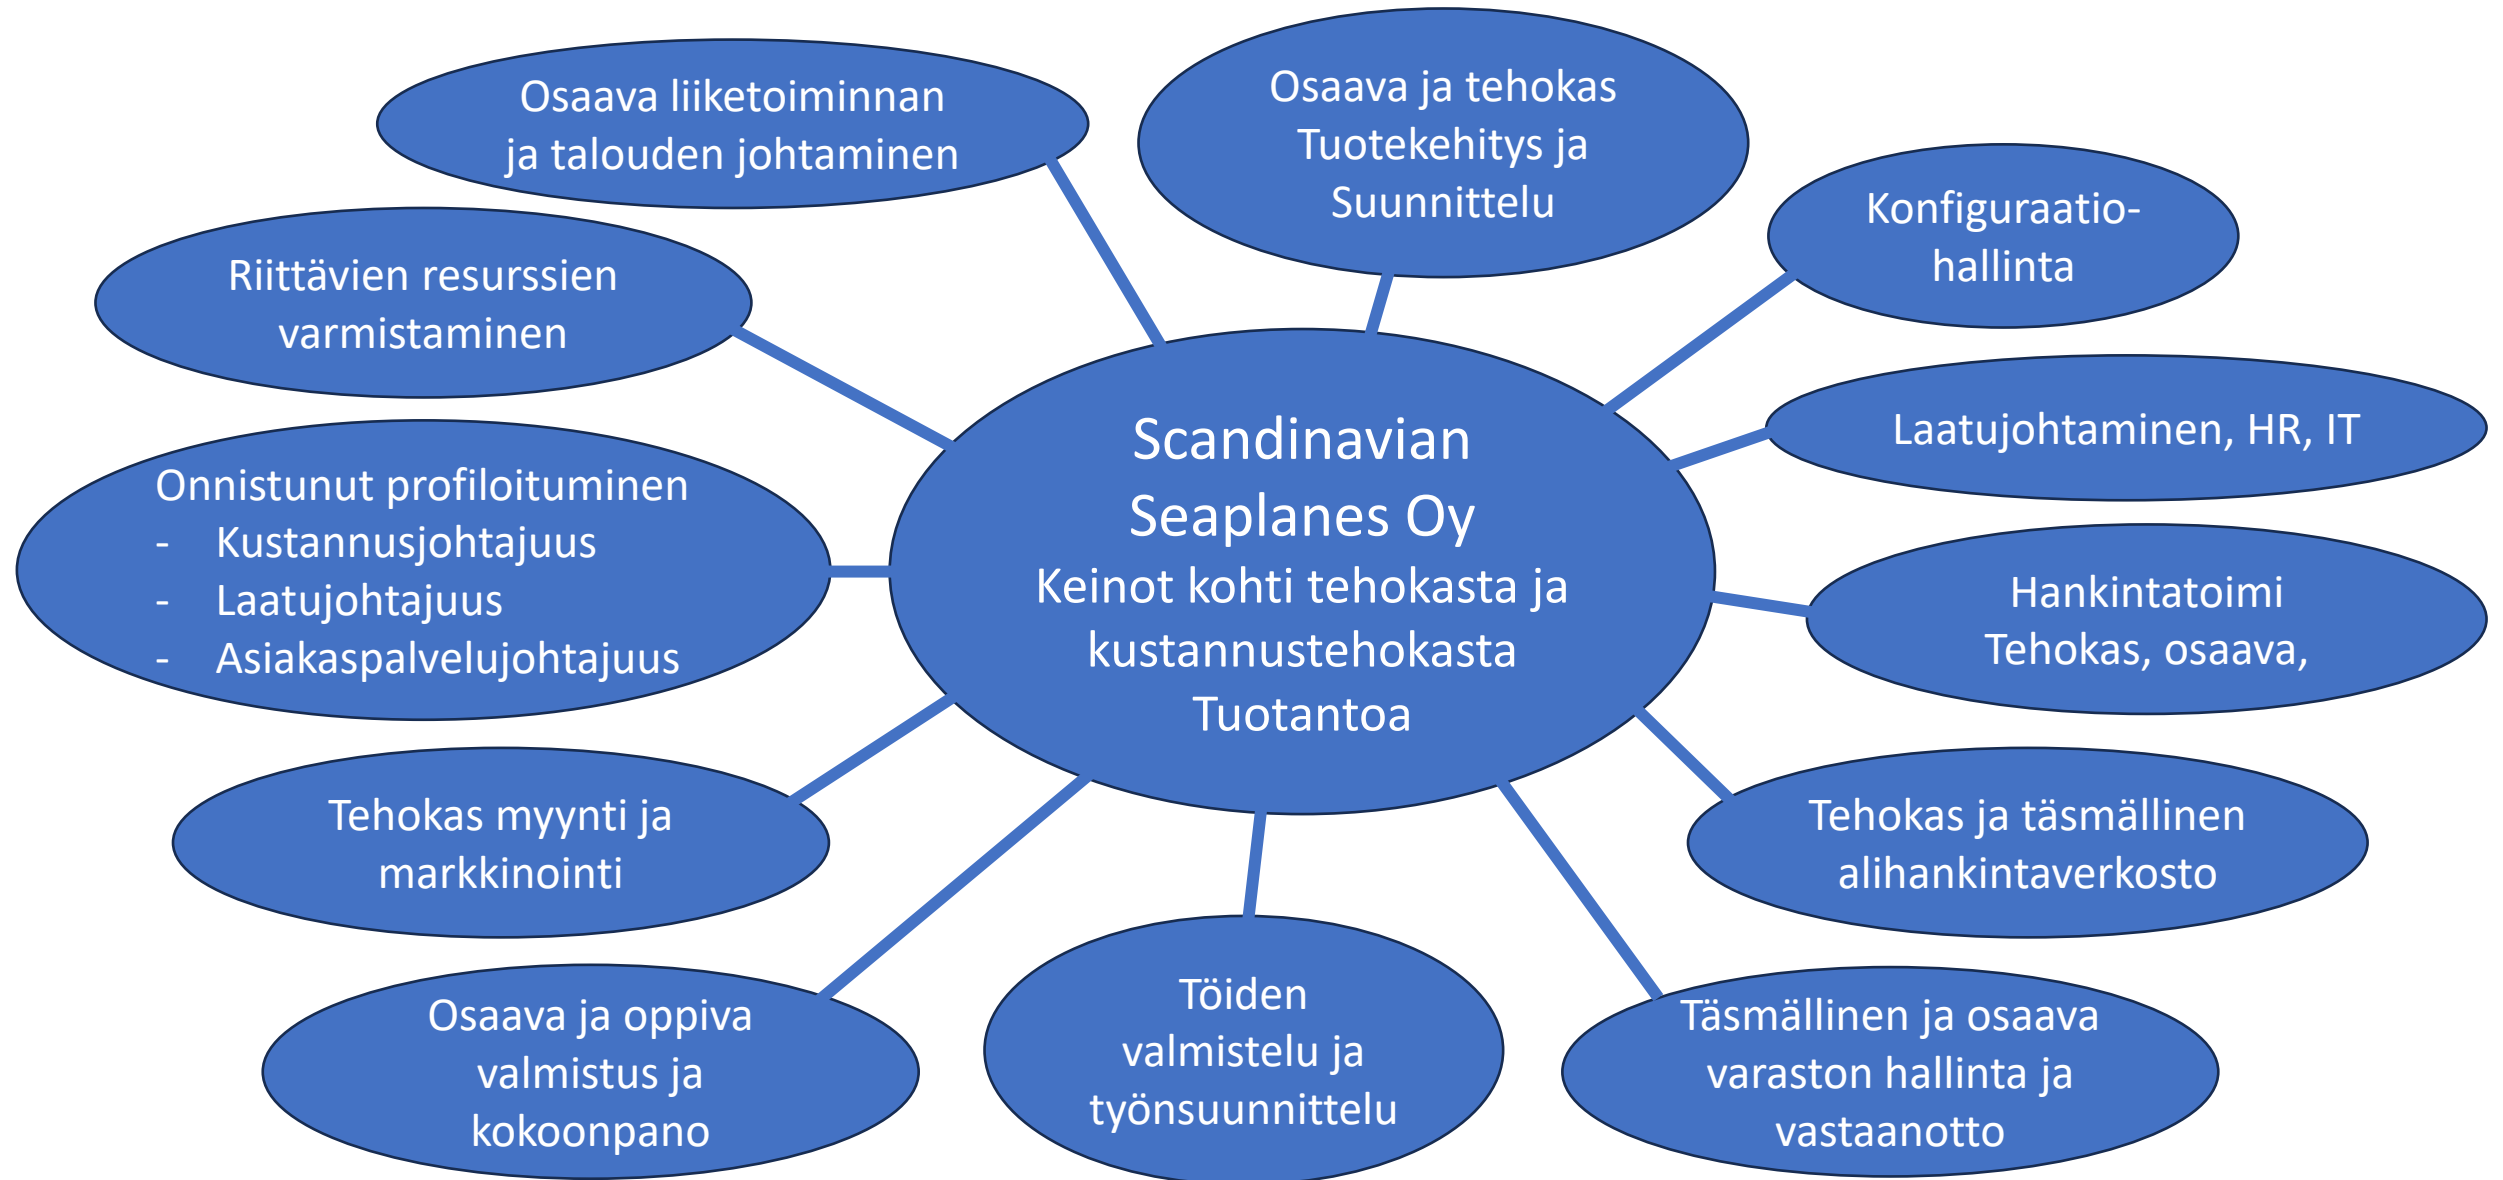 Osaava liiketoiminnan
ja talouden johtaminen
Osaava ja tehokas
Tuotekehitys ja
Suunnittelu
Konfiguraatio-
hallinta
Riittävien resurssien
varmistaminen
Laatujohtaminen, HR, IT
Scandinavian
Seaplanes Oy
Keinot kohti tehokasta ja
kustannustehokasta
Tuotantoa
Onnistunut profiloituminen
- Kustannusjohtajuus
- Laatujohtajuus
- Asiakaspalvelujohtajuus
Hankintatoimi
Tehokas, osaava,
Tehokas myynti ja
markkinointi
Tehokas ja täsmällinen
alihankintaverkosto
Osaava ja oppiva
valmistus ja
kokoonpano
Töiden
valmistelu ja
työnsuunnittelu
Täsmällinen ja osaava
varaston hallinta ja
vastaanotto